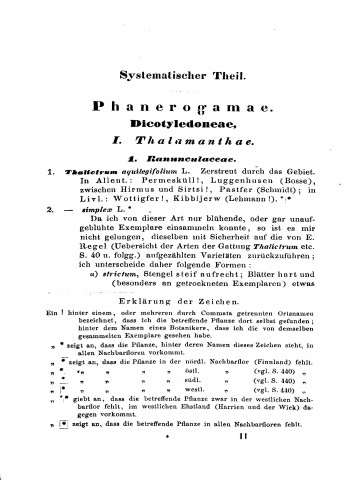 Systematischer Theil.
Phanerogamae.
Dicotyledoneae,
I. Thalamanthae.
1. Ranunculaceae.
1. Thalictrum aquilegifolium L. Zerstreut durch das Gebiet.
In Allent.: Permesküll!, Luggenhusen (Bosse),
zwischen Hirmus und Sirtsi!, Pastfer (Schmidt); in
Livl.: Wottigfer!, Kibbijerw (Lehmann!). *|*
2. — simplex L. *
Da ich von dieser Art nur blühende, oder gar unauf-
geblühte Exemplare einsammeln konnte, so ist es mir
nicht gelungen, dieselben mit Sicherheit auf die von E.
Regel (Uebersicht der Arten der Gattung Thalictrum etc.
S. 40 u. folgg.) aufgezählten Varietäten zurückzuführen;
ich unterscheide daher folgende Formen:
a) strictum, Stengel steif aufrecht; Blätter hart und
(besonders an getrockneten Exemplaren) etwas
Erklärung der Zeichen.
Ein ! hinter einem, oder mehreren durch Commata getrennten Ortsnamen
bezeichnet, dass ich die betreffende Pflanze dort selbst gefunden;
hinter dem Namen eines Botanikers, dass ich die von demselben
gesammelten Exemplare gesehen habe.
„ * zeigt an, dass die Pflanze, hinter deren Namen dieses Zeichen steht, in
allen Nachbarfloren vorkommt.
„ * zeigt an, dass die Pflanze in der nördl. Nachbarflor (Finnland) fehlt.
„ * „ „ „ „ östl. „ (vgl. S. 440) „
„ * „ „ „ „ südl. „ (vgl. S. 440) „
„ * „ „ „ „ westl. „ (vgl. S. 440) „
„ *|* giebt an, dass die betreffende Pflanze zwar in der westlichen Nach-
barflor fehlt, im westlichen Ehstland (Harrien und der Wiek) da-
gegen vorkommt.
„ * zeigt an, dass die betreffende Pflanze in allen Nachbarfloren fehlt.
* 11